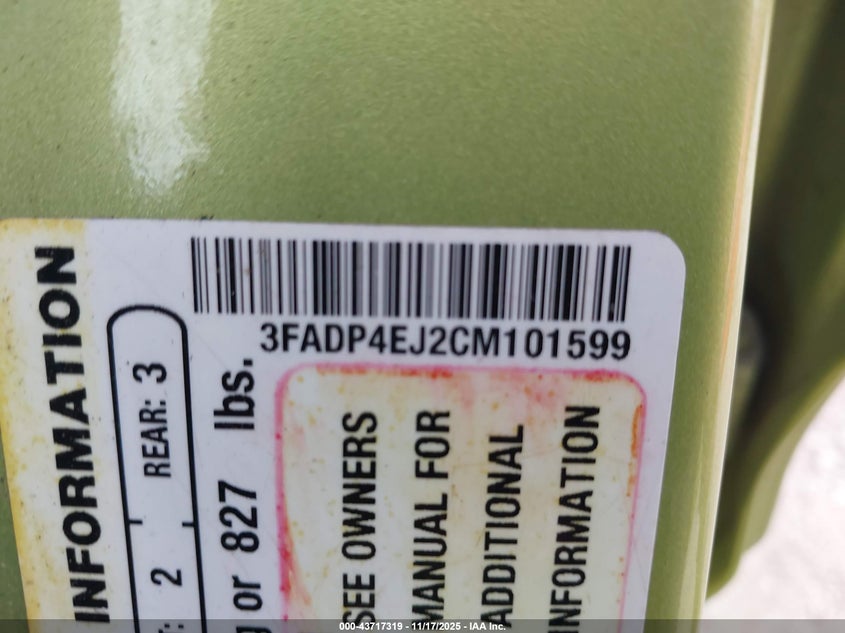 3FADP4EJ2CM101599
INFORMATION
2 REAR: 3
or 827 lbs.
SEE OWNERS
MANUAL FOR
ADDITIONAL
INFORMATION
000-43717319 - 11/17/2025 - IAA Inc.